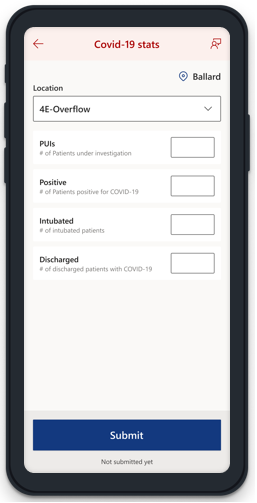 Covid-19 stats
Ballard
Location
4E-Overflow
PUIs
# of Patients under investigation
Positive
# of Patients positive for COVID-19
Intubated
# of intubated patients
Discharged
# of discharged patients with COVID-19
Submit
Not submitted yet